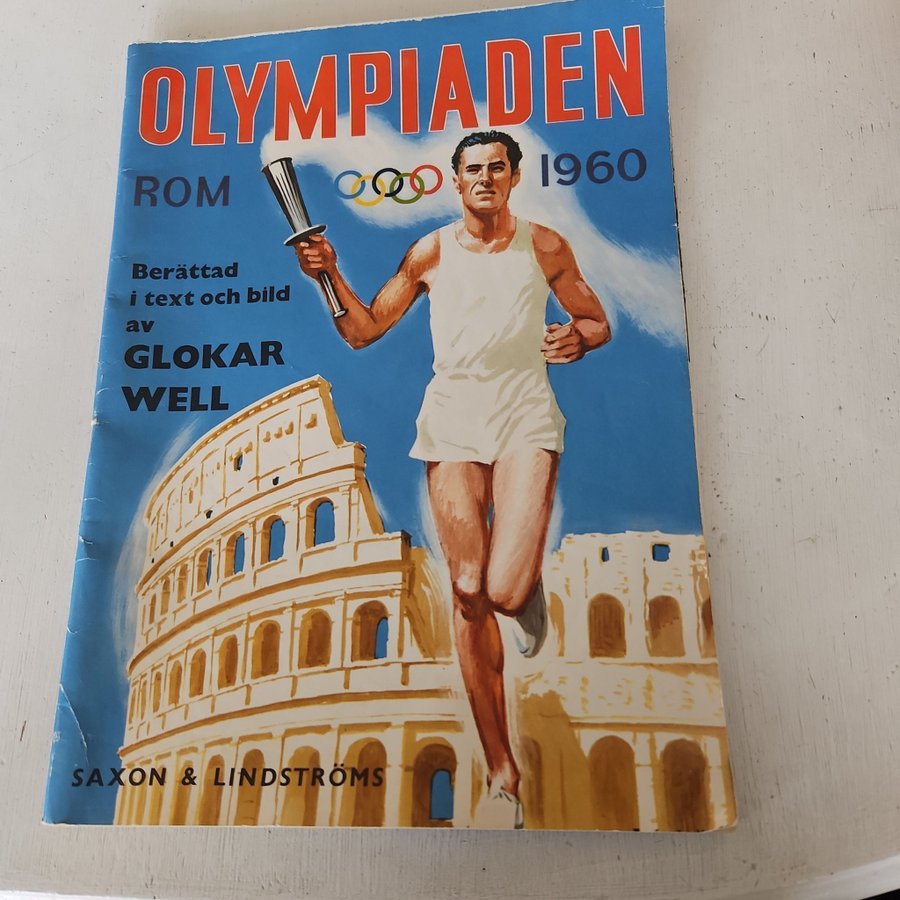 OLYMPIADEN
ROM 1960
Berättad
i text och bild
av
GLOKAR
WELL
SAXON & LINDSTRÖMS